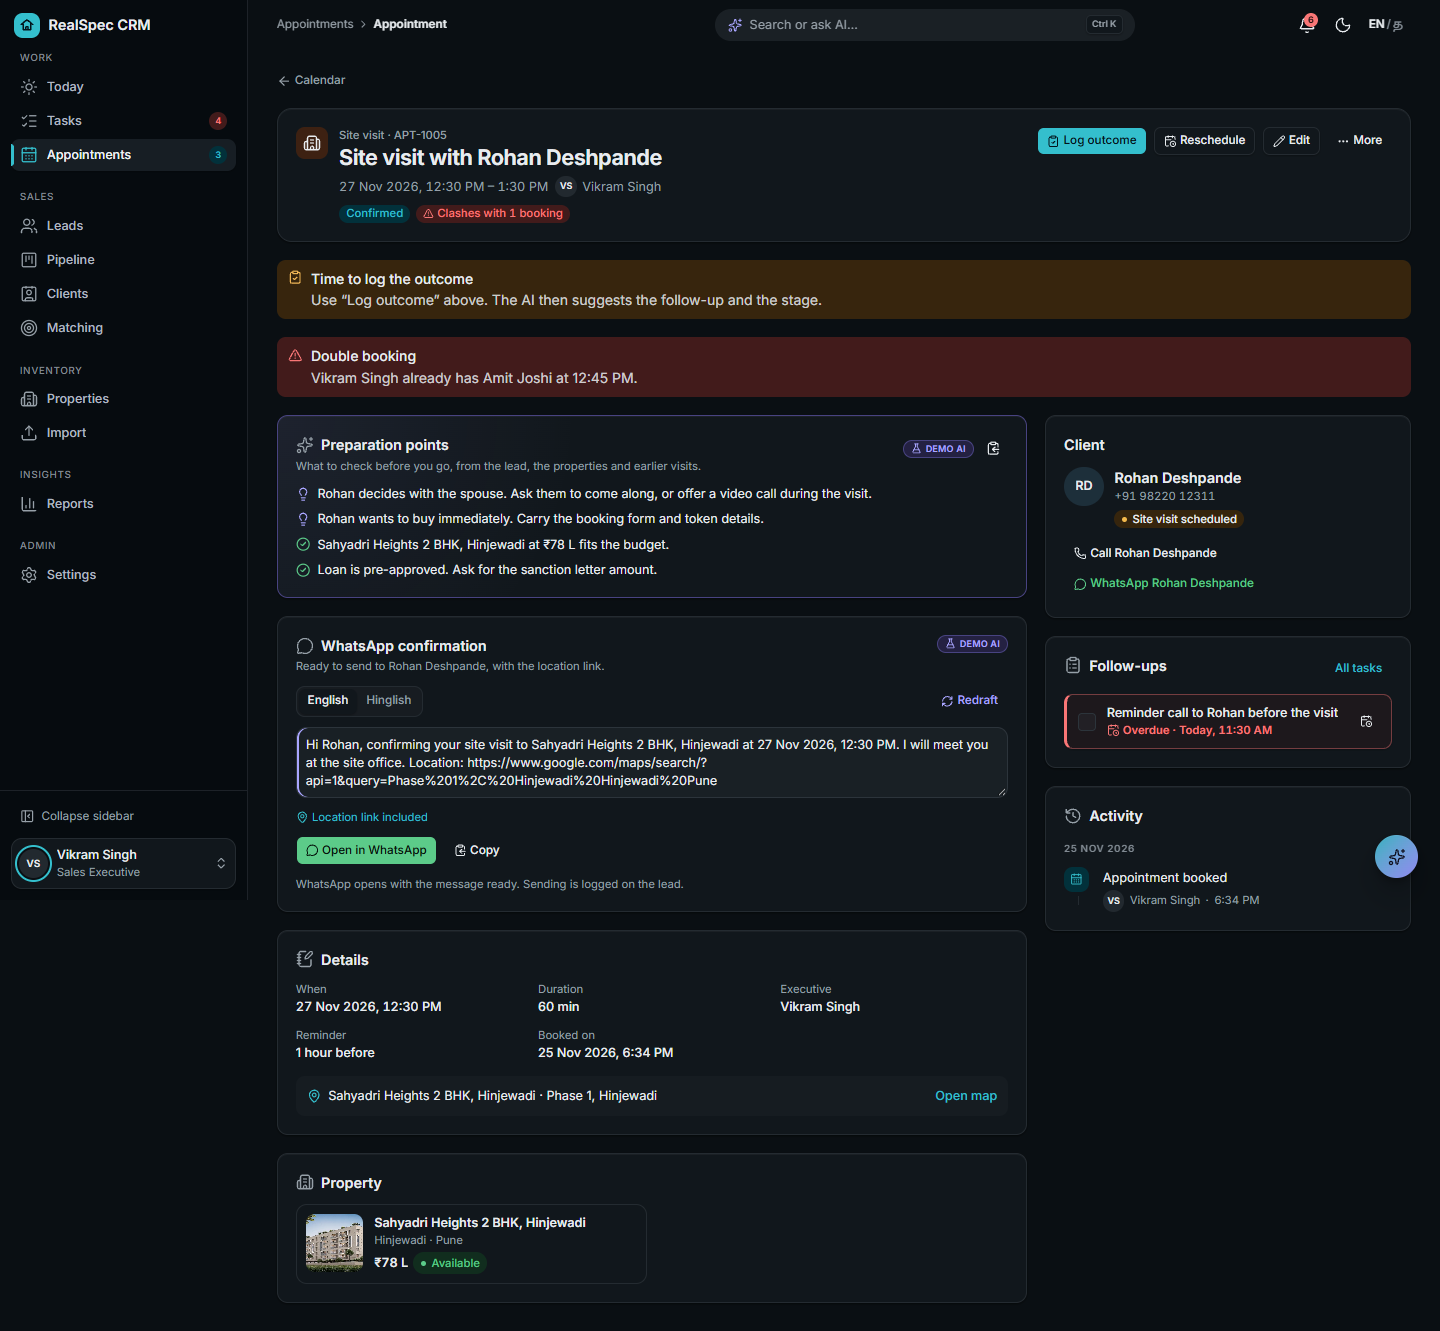 RealSpec CRM
WORK
Today
Tasks 4
Appointments 3
SALES
Leads
Pipeline
Clients
Matching
INVENTORY
Properties
Import
INSIGHTS
Reports
ADMIN
Settings
Collapse sidebar
VS Vikram Singh
Sales Executive
Appointments > Appointment
Search or ask AI... Ctrl K
6
EN / த
← Calendar
Site visit · APT-1005
Site visit with Rohan Deshpande
27 Nov 2026, 12:30 PM – 1:30 PM VS Vikram Singh
Confirmed Clashes with 1 booking
Log outcome Reschedule Edit ... More
Time to log the outcome
Use “Log outcome” above. The AI then suggests the follow-up and the stage.
Double booking
Vikram Singh already has Amit Joshi at 12:45 PM.
Preparation points DEMO AI
What to check before you go, from the lead, the properties and earlier visits.
Rohan decides with the spouse. Ask them to come along, or offer a video call during the visit.
Rohan wants to buy immediately. Carry the booking form and token details.
Sahyadri Heights 2 BHK, Hinjewadi at ₹78 L fits the budget.
Loan is pre-approved. Ask for the sanction letter amount.
WhatsApp confirmation DEMO AI
Ready to send to Rohan Deshpande, with the location link.
English Hinglish Redraft
Hi Rohan, confirming your site visit to Sahyadri Heights 2 BHK, Hinjewadi at 27 Nov 2026, 12:30 PM. I will meet you
at the site office. Location: https://www.google.com/maps/search/?
api=1&query=Phase%201%2C%20Hinjewadi%20Hinjewadi%20Pune
Location link included
Open in WhatsApp Copy
WhatsApp opens with the message ready. Sending is logged on the lead.
Details
When Duration Executive
27 Nov 2026, 12:30 PM 60 min Vikram Singh
Reminder Booked on
1 hour before 25 Nov 2026, 6:34 PM
Sahyadri Heights 2 BHK, Hinjewadi · Phase 1, Hinjewadi Open map
Property
Sahyadri Heights 2 BHK, Hinjewadi
Hinjewadi · Pune
₹78 L Available
Client
RD Rohan Deshpande
+91 98220 12311
Site visit scheduled
Call Rohan Deshpande
WhatsApp Rohan Deshpande
Follow-ups All tasks
Reminder call to Rohan before the visit
Overdue · Today, 11:30 AM
Activity
25 NOV 2026
Appointment booked
VS Vikram Singh · 6:34 PM